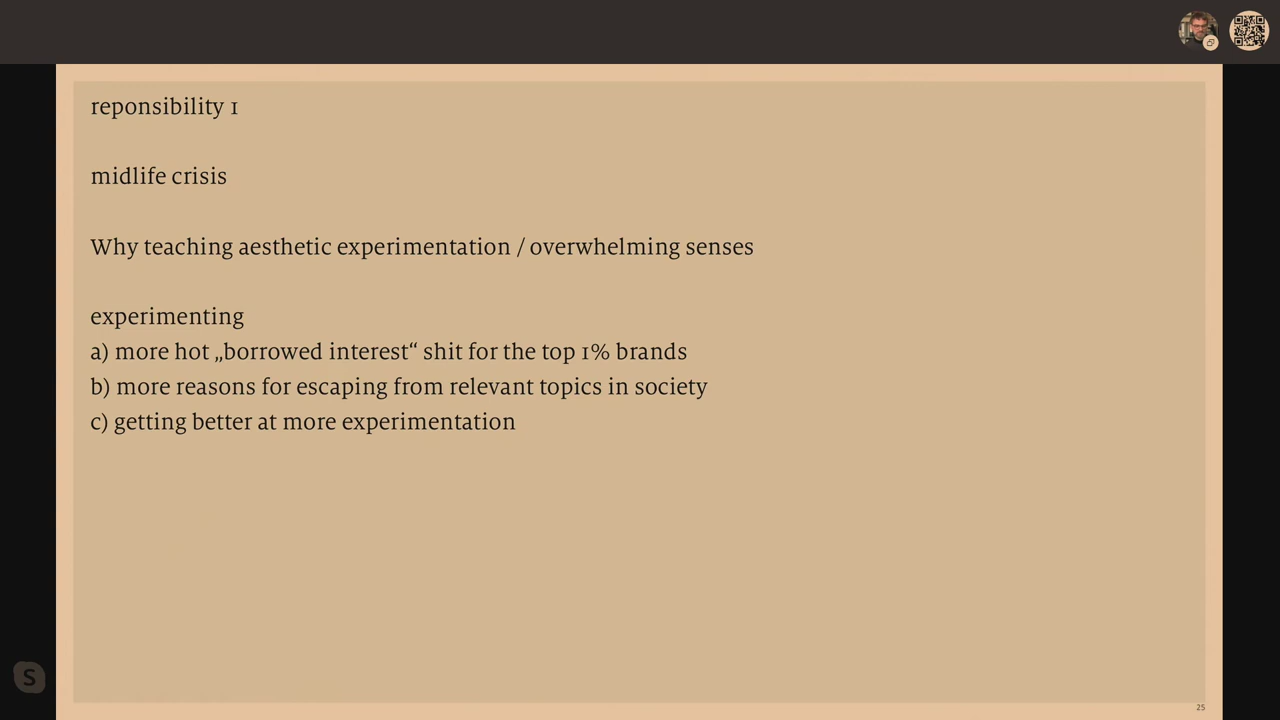 reponsibility 1
midlife crisis
Why teaching aesthetic experimentation / overwhelming senses
experimenting
a) more hot „borrowed interest“ shit for the top 1% brands
b) more reasons for escaping from relevant topics in society
c) getting better at more experimentation
S
25